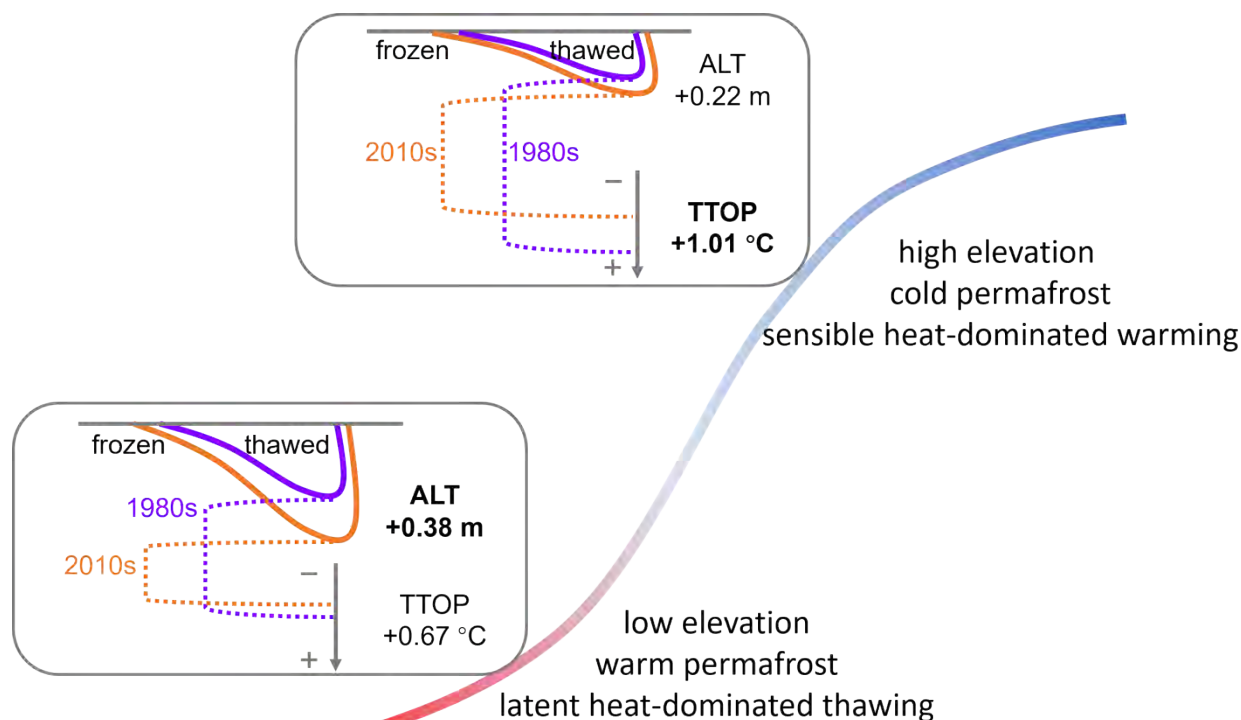 frozen
thawed
ALT
+0.22 m
2010s
1980s
−
TTOP
+1.01 °C
+
high elevation
cold permafrost
sensible heat-dominated warming
frozen
thawed
1980s
ALT
+0.38 m
2010s
−
TTOP
+0.67 °C
+
low elevation
warm permafrost
latent heat-dominated thawing